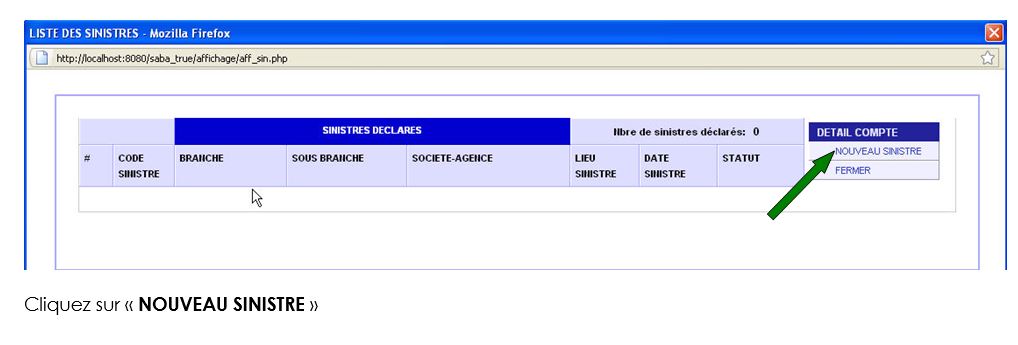 LISTE DES SINISTRES - Mozilla Firefox
http://localhost:8080/saba_true/affichage/aff_sin.php
SINISTRES DECLARES Nbre de sinistres déclarés: 0 DETAIL COMPTE
# CODE SINISTRE BRANCHE SOUS BRANCHE SOCIETE-AGENCE LIEU SINISTRE DATE SINISTRE STATUT
NOUVEAU SINISTRE
FERMER
Cliquez sur « NOUVEAU SINISTRE »